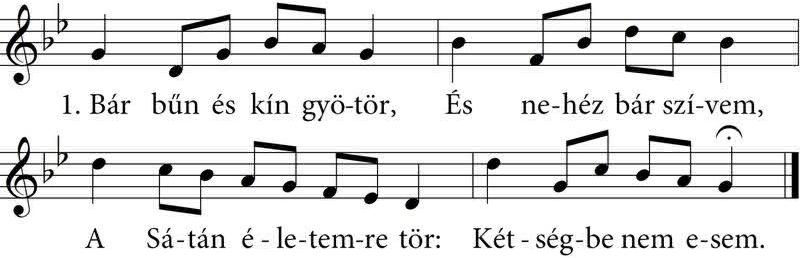 1. Bár bűn és kín gyö-tör, És ne-héz bár szí-vem,
A Sá-tán é-le-tem-re tör: Két-ség-be nem e-sem.